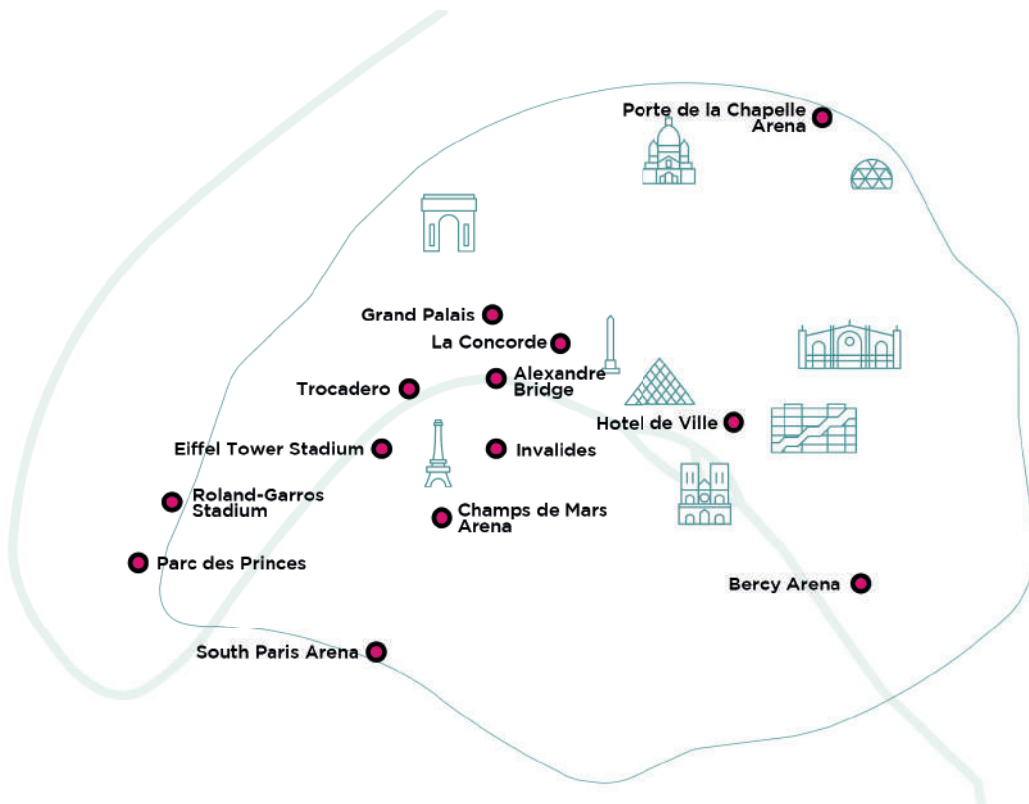 Porte de la Chapelle
Arena
Grand Palais
La Concorde
Alexandre
Bridge
Trocadero
Hotel de Ville
Eiffel Tower Stadium
Invalides
Roland-Garros
Stadium
Champs de Mars
Arena
Parc des Princes
Bercy Arena
South Paris Arena